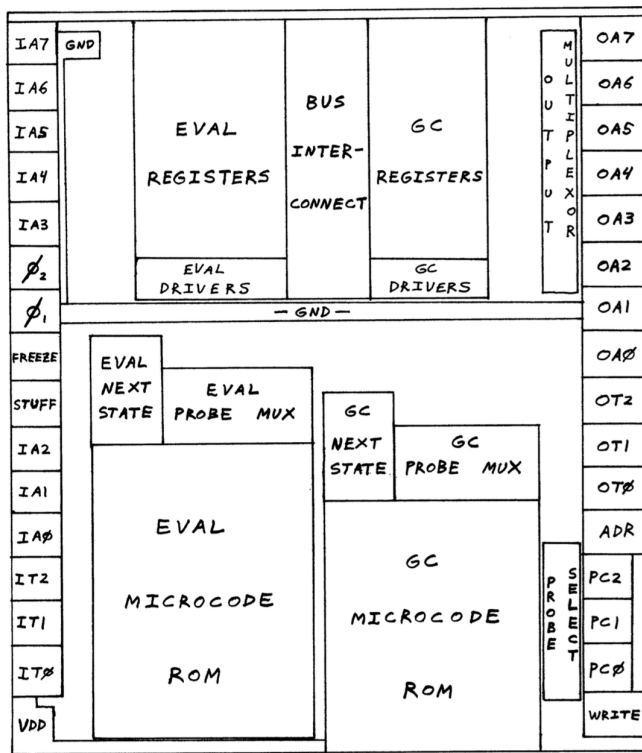 IA7
IA6
IA5
IA4
IA3
ϕ2
ϕ1
FREEZE
STUFF
IA2
IA1
IAØ
IT2
IT1
ITØ
VDD
GND
EVAL
REGISTERS
EVAL
DRIVERS
BUS
INTER-
CONNECT
GC
REGISTERS
GC
DRIVERS
OUTPUT
MULTIPLEXOR
— GND —
EVAL
NEXT
STATE
EVAL
PROBE MUX
EVAL
MICROCODE
ROM
GC
NEXT
STATE
GC
PROBE MUX
GC
MICROCODE
ROM
PROBE
SELECT
OA7
OA6
OA5
OA4
OA3
OA2
OA1
OAØ
OT2
OT1
OTØ
ADR
PC2
PC1
PCØ
WRITE